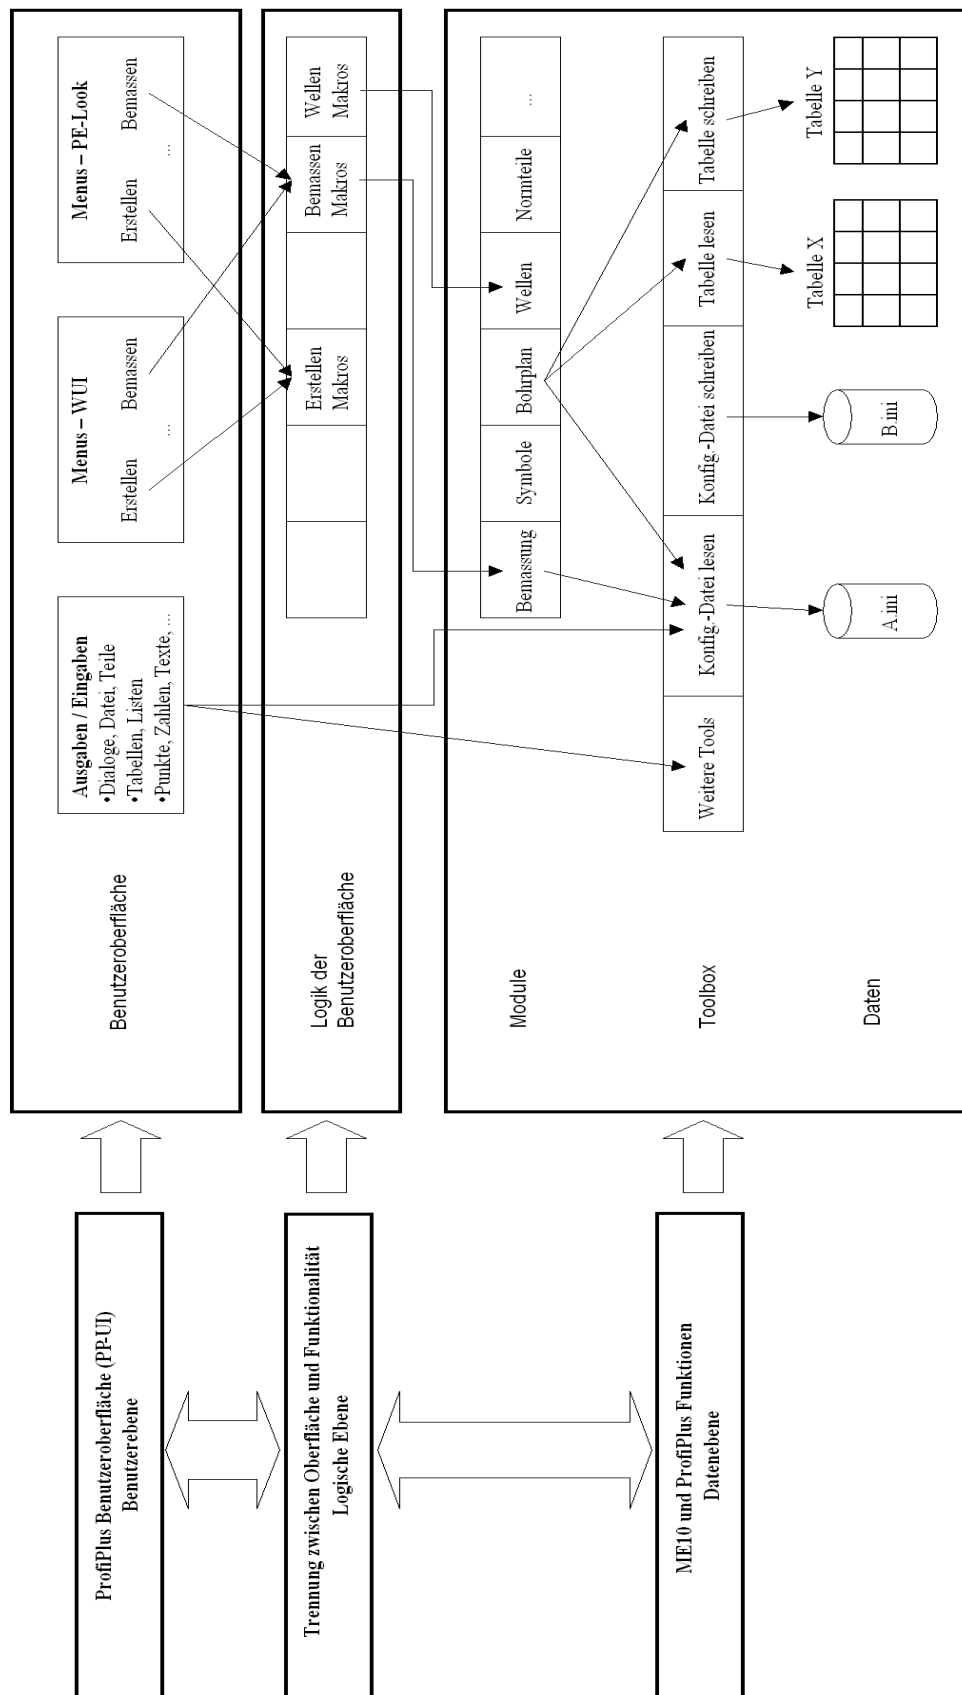 ProfiPlus Benutzeroberfläche (PP-UI)
Benutzerebene
Trennung zwischen Oberfläche und Funktionalität
Logische Ebene
ME10 und ProfiPlus Funktionen
Datenebene
Benutzeroberfläche
Ausgaben / Eingaben
•Dialoge, Datei, Teile
•Tabellen, Listen
•Punkte, Zahlen, Texte, ...
Menus – WUI
Erstellen
...
Bemassen
Menus – PE-Look
Erstellen
...
Bemassen
Logik der
Benutzeroberfläche
Erstellen
Makros
Bemassen
Makros
Wellen
Makros
Module
Bemassung
Symbole
Bohrplan
Wellen
Normteile
...
Toolbox
Weitere Tools
Konfig.-Datei lesen
Konfig.-Datei schreiben
Tabelle lesen
Tabelle schreiben
Daten
A.ini
B.ini
Tabelle X
Tabelle Y